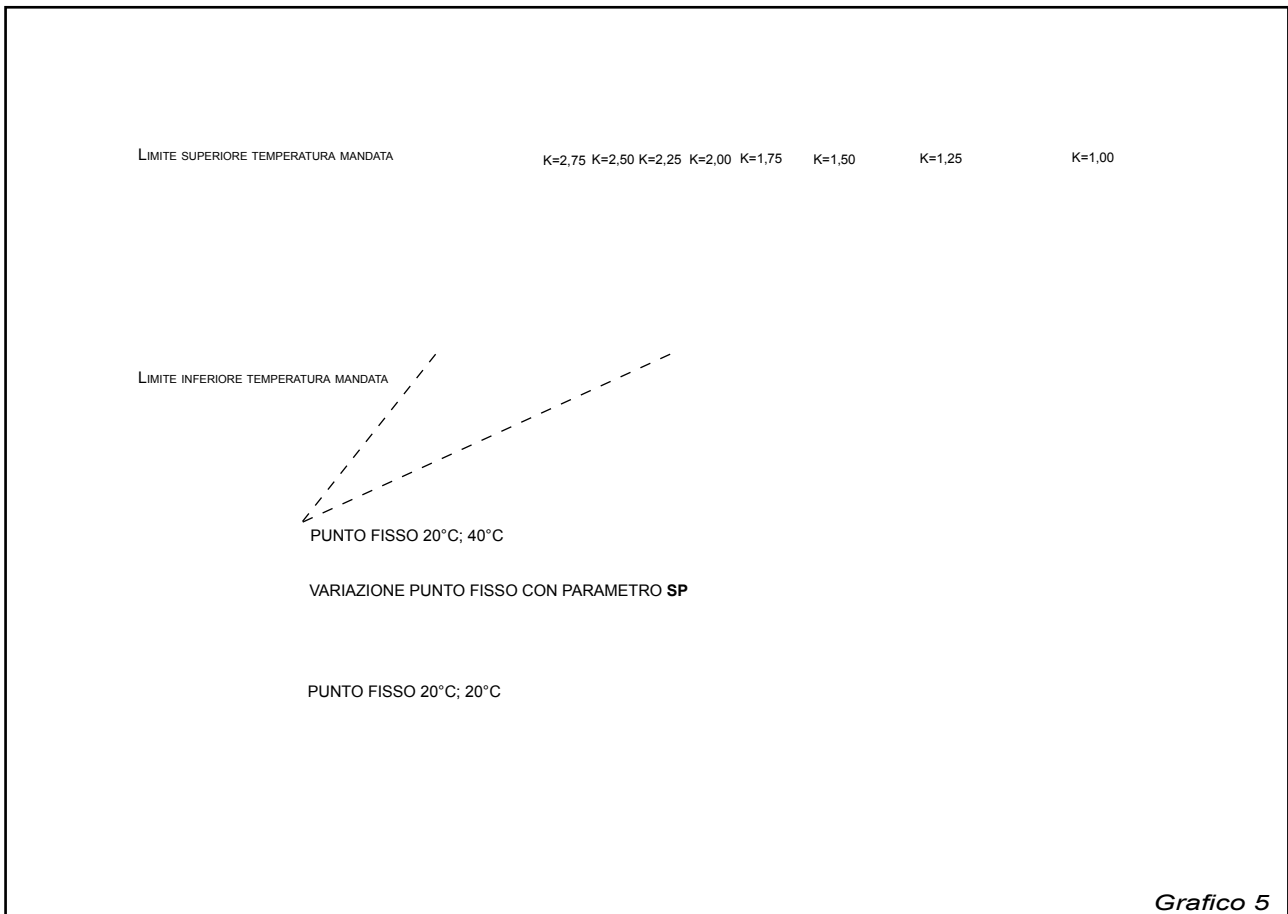 LIMITE SUPERIORE TEMPERATURA MANDATA
K=2,75 K=2,50 K=2,25 K=2,00 K=1,75 K=1,50 K=1,25 K=1,00
LIMITE INFERIORE TEMPERATURA MANDATA
PUNTO FISSO 20°C; 40°C
VARIAZIONE PUNTO FISSO CON PARAMETRO SP
PUNTO FISSO 20°C; 20°C
Grafico 5